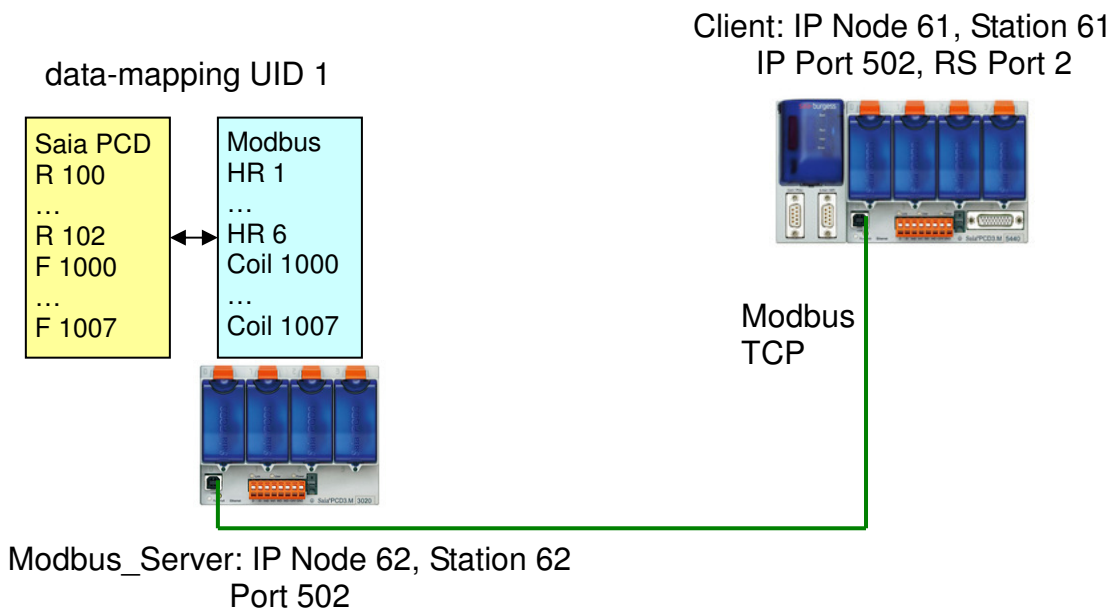 Client: IP Node 61, Station 61
IP Port 502, RS Port 2
data-mapping UID 1
Saia PCD
R 100
…
R 102
F 1000
…
F 1007
Modbus
HR 1
…
HR 6
Coil 1000
…
Coil 1007
Modbus
TCP
Modbus_Server: IP Node 62, Station 62
Port 502